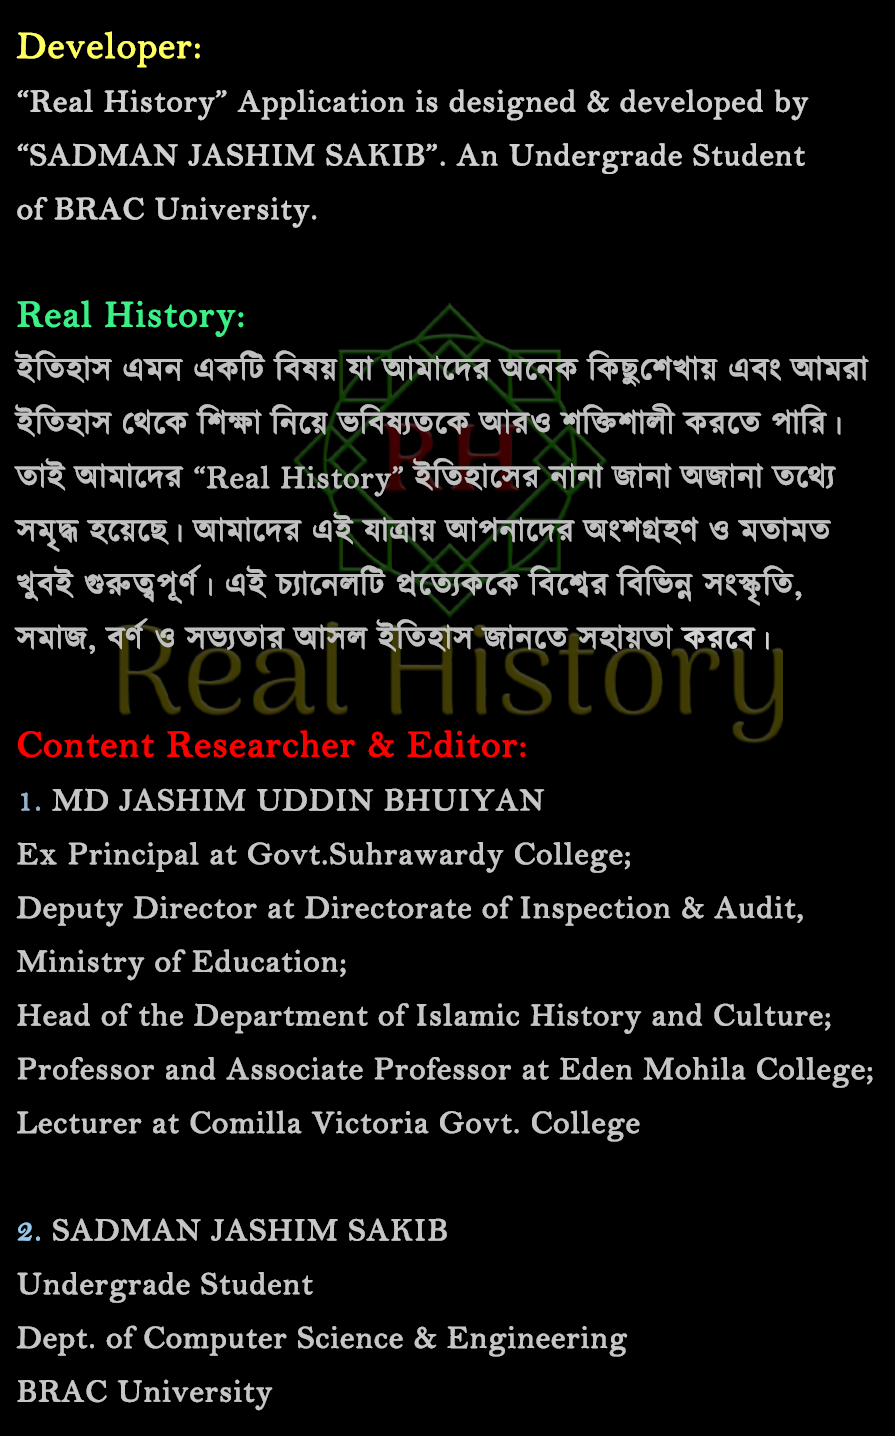 Developer:
“Real History” Application is designed & developed by
“SADMAN JASHIM SAKIB”. An Undergrade Student
of BRAC University.
Real History:
ইতিহাস এমন একটি বিষয় যা আমাদের অনেক কিছুশেখায় এবং আমরা
ইতিহাস থেকে শিক্ষা নিয়ে ভবিষ্যতকে আরও শক্তিশালী করতে পারি।
তাই আমাদের “Real History” ইতিহাসের নানা জানা অজানা তথ্যে
সমৃদ্ধ হয়েছে। আমাদের এই যাত্রায় আপনাদের অংশগ্রহণ ও মতামত
খুবই গুরুত্বপূর্ণ। এই চ্যানেলটি প্রত্যেককে বিশ্বের বিভিন্ন সংস্কৃতি,
সমাজ, বর্ণ ও সভ্যতার আসল ইতিহাস জানতে সহায়তা করবে।
RH
Real History
Content Researcher & Editor:
1. MD JASHIM UDDIN BHUIYAN
Ex Principal at Govt.Suhrawardy College;
Deputy Director at Directorate of Inspection & Audit,
Ministry of Education;
Head of the Department of Islamic History and Culture;
Professor and Associate Professor at Eden Mohila College;
Lecturer at Comilla Victoria Govt. College
2. SADMAN JASHIM SAKIB
Undergrade Student
Dept. of Computer Science & Engineering
BRAC University